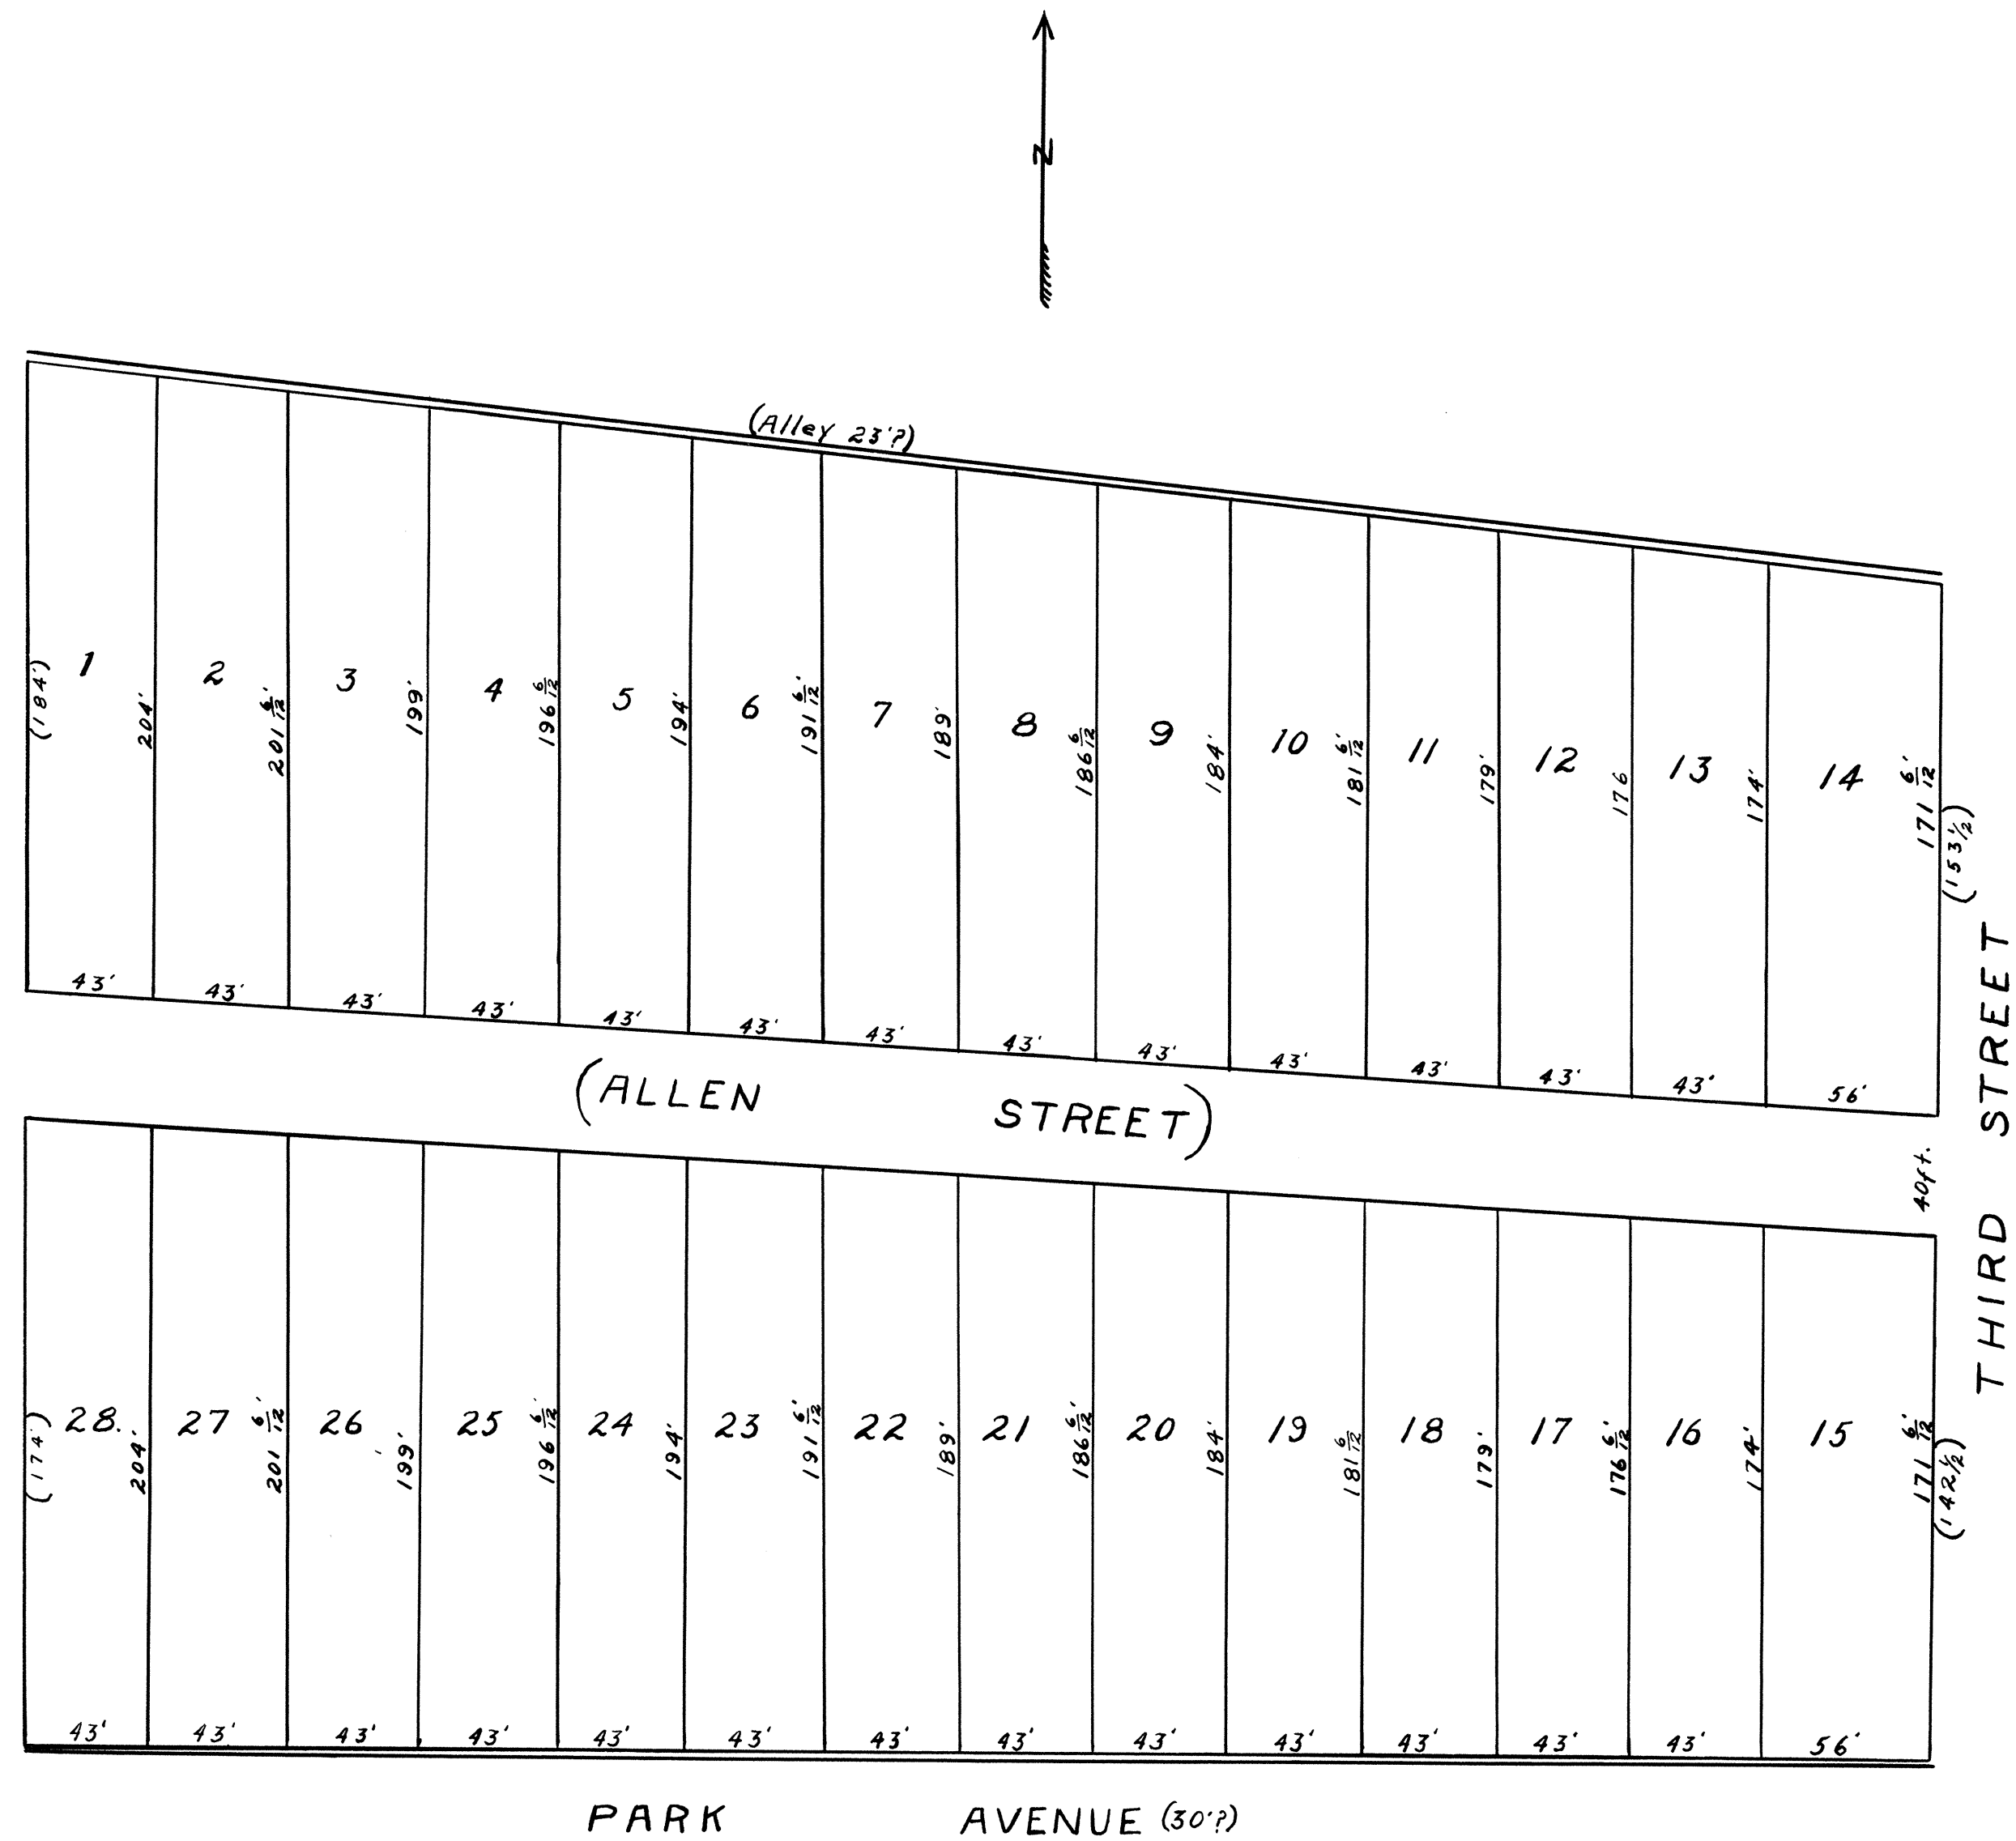 N
(Alley 23'?)
1 2 3 4 5 6 7 8 9 10 11 12 13 14
(184') 204' 201 6/12' 199' 196 6/12 194' 191 6/12' 189' 186 6/12 184' 181 6/12' 179' 176 174' 171 6/12' (153 1/2)
43' 43' 43' 43' 43' 43' 43' 43' 43' 43' 43' 43' 43' 56'
(ALLEN STREET)
40ft.
THIRD STREET
28. 27 26 25 24 23 22 21 20 19 18 17 16 15
(174') 204' 201 6/12' 199' 196 6/12' 194' 191 6/12' 189' 186 6/12' 184' 181 6/12 179' 176 6/12' 174' 171 6/12' (142 1/2)
43' 43' 43' 43' 43' 43' 43' 43' 43' 43' 43' 43' 43' 56'
PARK AVENUE (30'?)